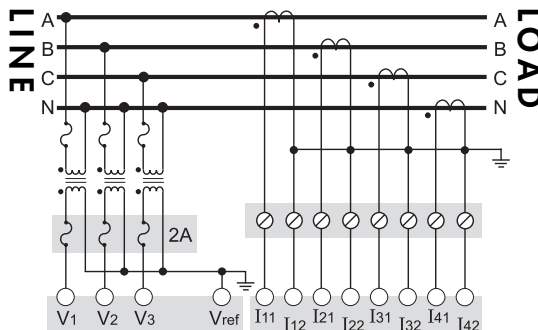 LINE
A
B
C
N
A
B
C
N
LOAD
2A
V1 V2 V3 Vref I11 I12 I21 I22 I31 I32 I41 I42